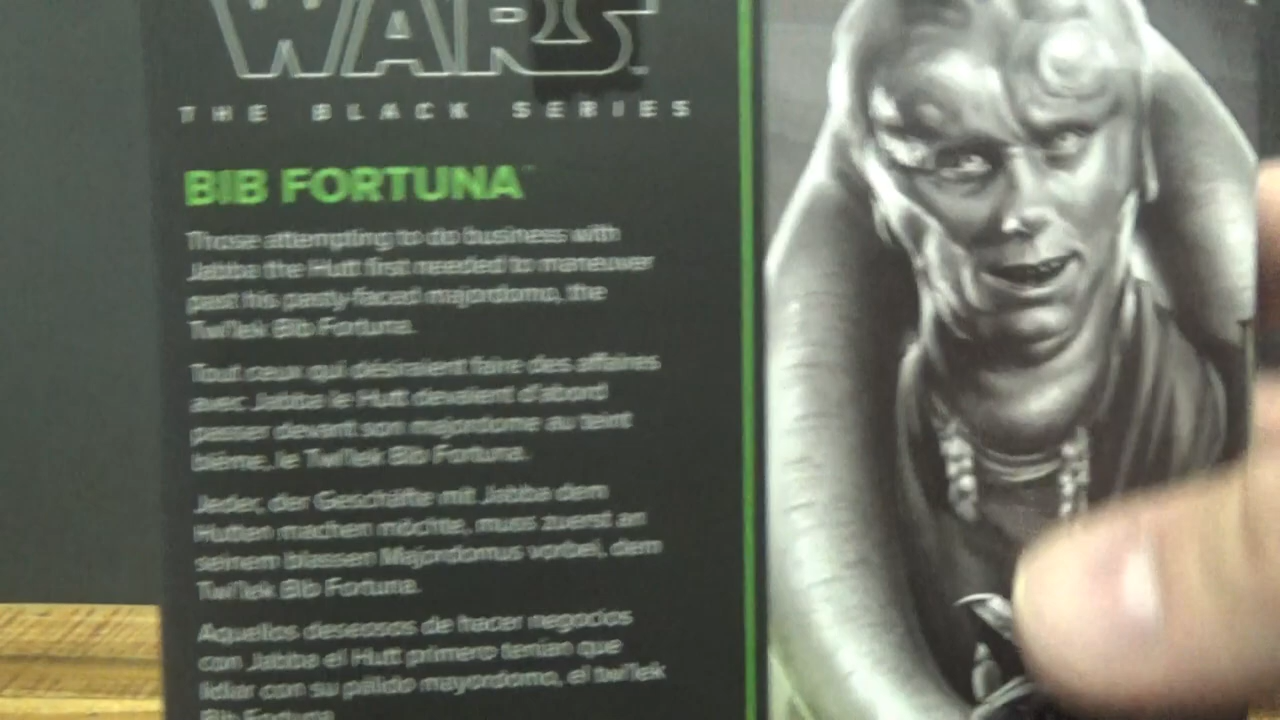 WARS
THE BLACK SERIES
BIB FORTUNA™
Those attempting to do business with
Jabba the Hutt first needed to maneuver
past his pasty-faced majordomo, the
Twi'lek Bib Fortuna.
Tout ceux qui désiraient faire des affaires
avec Jabba le Hutt devaient d'abord
passer devant son majordome au teint
blême, le Twi'lek Bib Fortuna.
Jeder, der Geschäfte mit Jabba dem
Hutten machen möchte, muss zuerst an
seinem blassen Majordomus vorbei, dem
Twi'lek Bib Fortuna.
Aquellos deseosos de hacer negocios
con Jabba el Hutt primero tenían que
lidiar con su pálido mayordomo, el twi'lek
Bib Fortuna